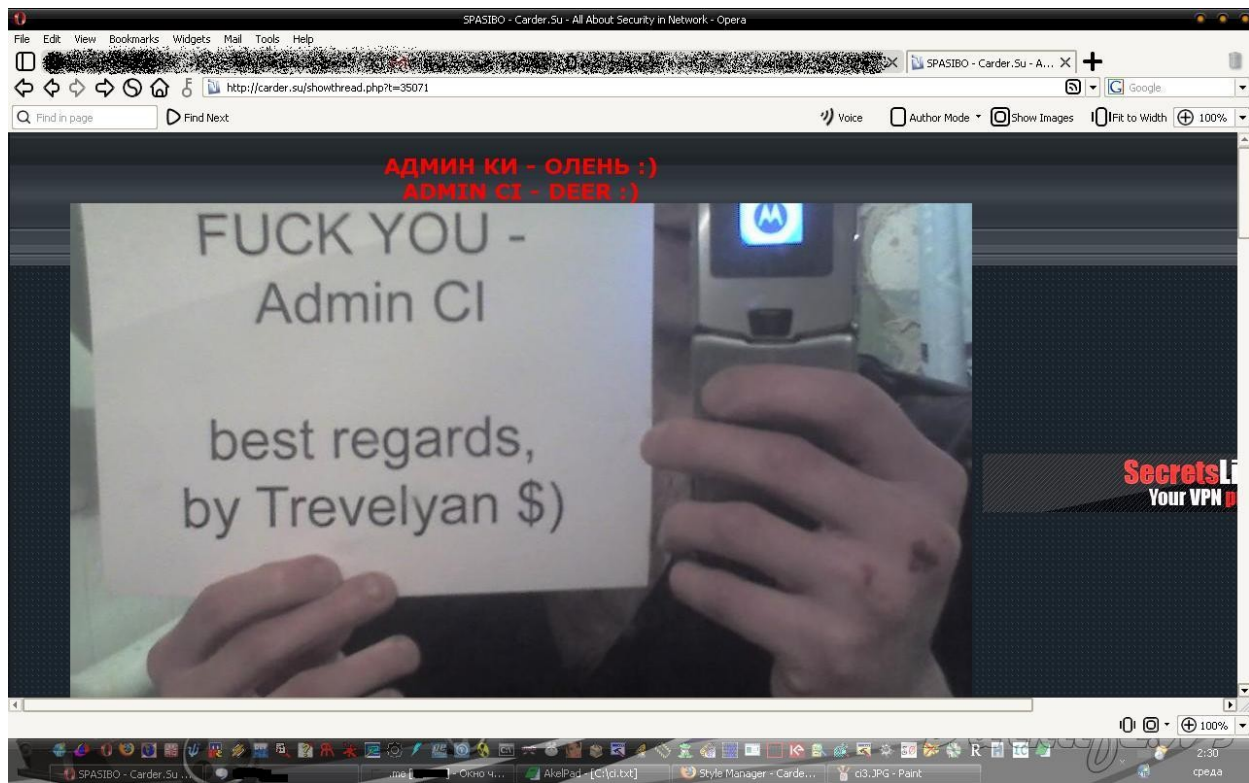 SPASIBO - Carder.Su - All About Security in Network - Opera
File Edit View Bookmarks Widgets Mail Tools Help
SPASIBO - Carder.Su - A...
http://carder.su/showthread.php?t=35071
Google
Find in page Find Next Voice Author Mode Show Images Fit to Width 100%
АДМИН КИ - ОЛЕНЬ :)
ADMIN CI - DEER :)
FUCK YOU -
Admin CI
best regards,
by Trevelyan $)
SecretsLi
Your VPN p
100%
2:30
SPASIBO - Carder.Su ... .me [ ] - Окно ч... AkelPad - [C:\ci.txt] Style Manager - Carde... ci3.JPG - Paint
среда